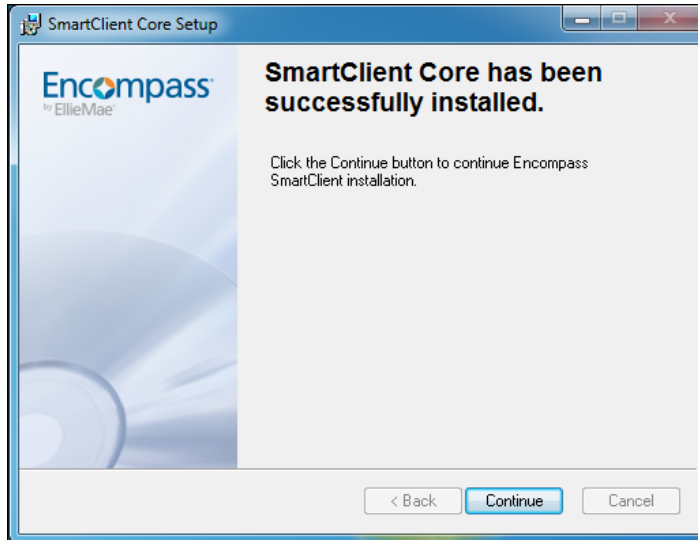 SmartClient Core Setup
Encompass
by EllieMae
SmartClient Core has been
successfully installed.
Click the Continue button to continue Encompass
SmartClient installation.
< Back Continue Cancel